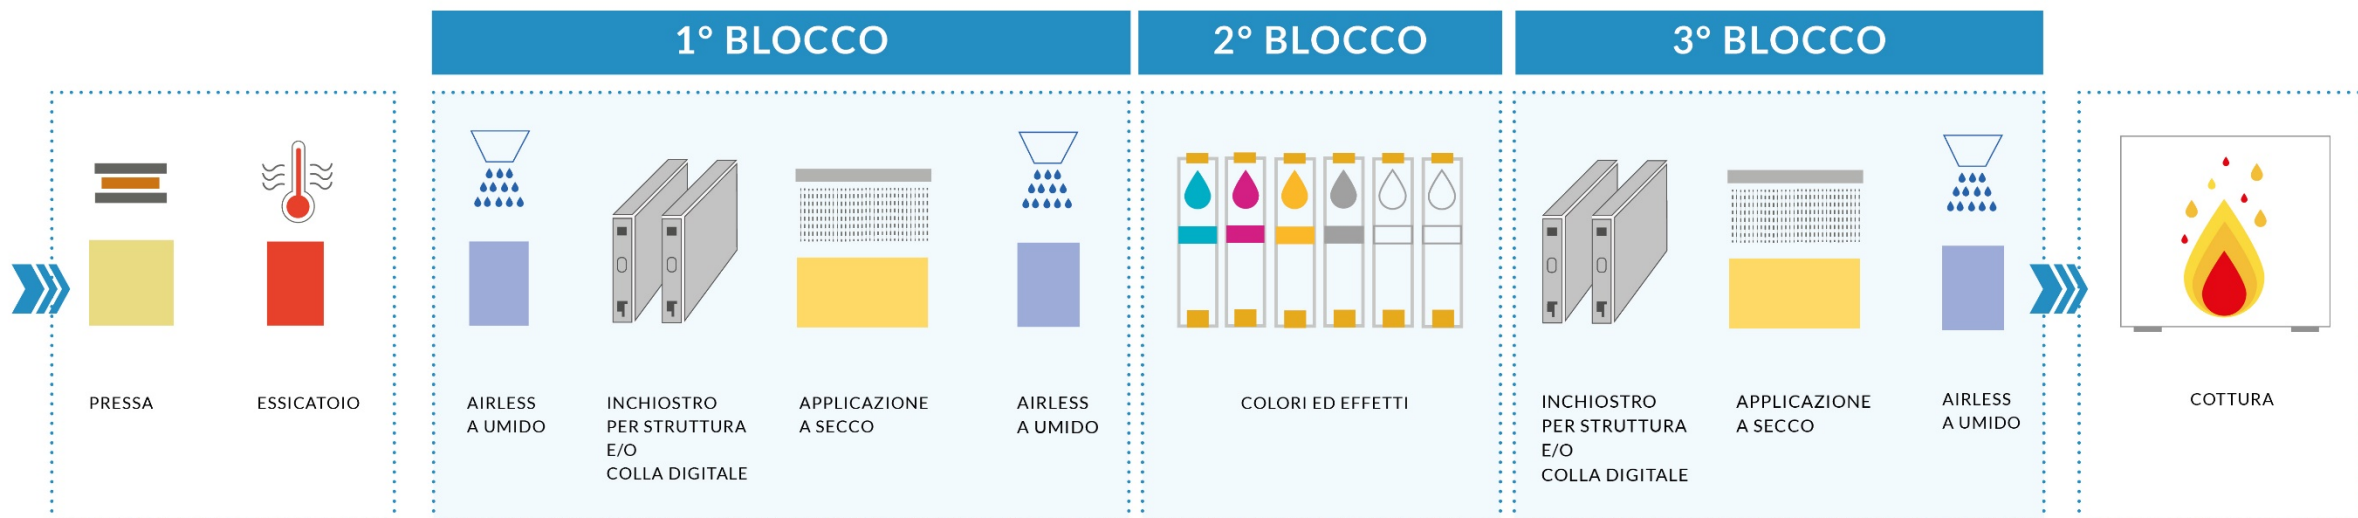 1° BLOCCO
2° BLOCCO
3° BLOCCO
PRESSA
ESSICATOIO
AIRLESS
A UMIDO
INCHIOSTRO
PER STRUTTURA
E/O
COLLA DIGITALE
APPLICAZIONE
A SECCO
AIRLESS
A UMIDO
COLORI ED EFFETTI
INCHIOSTRO
PER STRUTTURA
E/O
COLLA DIGITALE
APPLICAZIONE
A SECCO
AIRLESS
A UMIDO
COTTURA